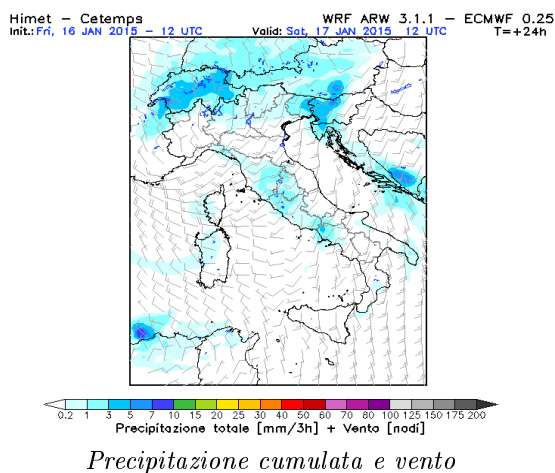 Himet – Cetemps WRF ARW 3.1.1 – ECMWF 0.25
Init.: Fri, 16 JAN 2015 – 12 UTC Valid: Sat, 17 JAN 2015 12 UTC T=+24h
0.2 1 3 5 7 10 15 20 25 30 40 50 60 70 80 100 125 150 175 200
Precipitazione totale [mm/3h] + Vento [nodi]
Precipitazione cumulata e vento